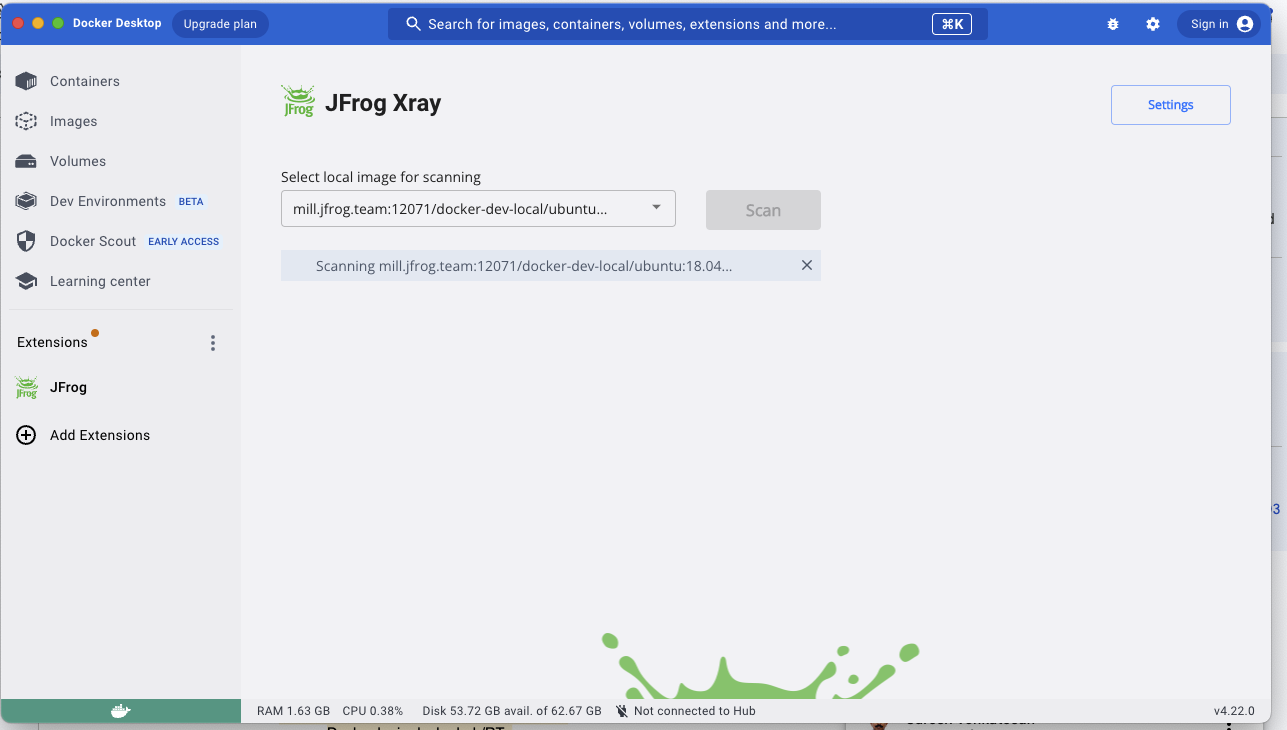 Docker Desktop
Upgrade plan
Search for images, containers, volumes, extensions and more...
⌘K
Sign in
Containers
Images
Volumes
Dev Environments BETA
Docker Scout EARLY ACCESS
Learning center
Extensions
JFrog
Add Extensions
JFrog
JFrog Xray
Settings
Select local image for scanning
mill.jfrog.team:12071/docker-dev-local/ubuntu...
Scan
Scanning mill.jfrog.team:12071/docker-dev-local/ubuntu:18.04...
RAM 1.63 GB CPU 0.38% Disk 53.72 GB avail. of 62.67 GB Not connected to Hub
v4.22.0